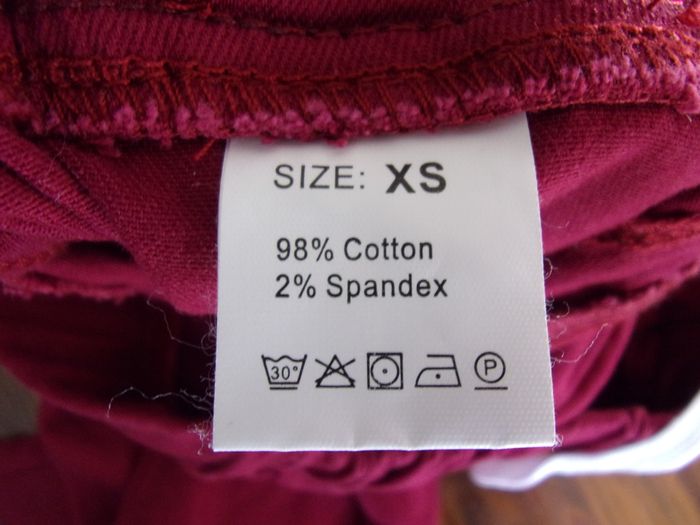 SIZE: XS
98% Cotton
2% Spandex
30° P